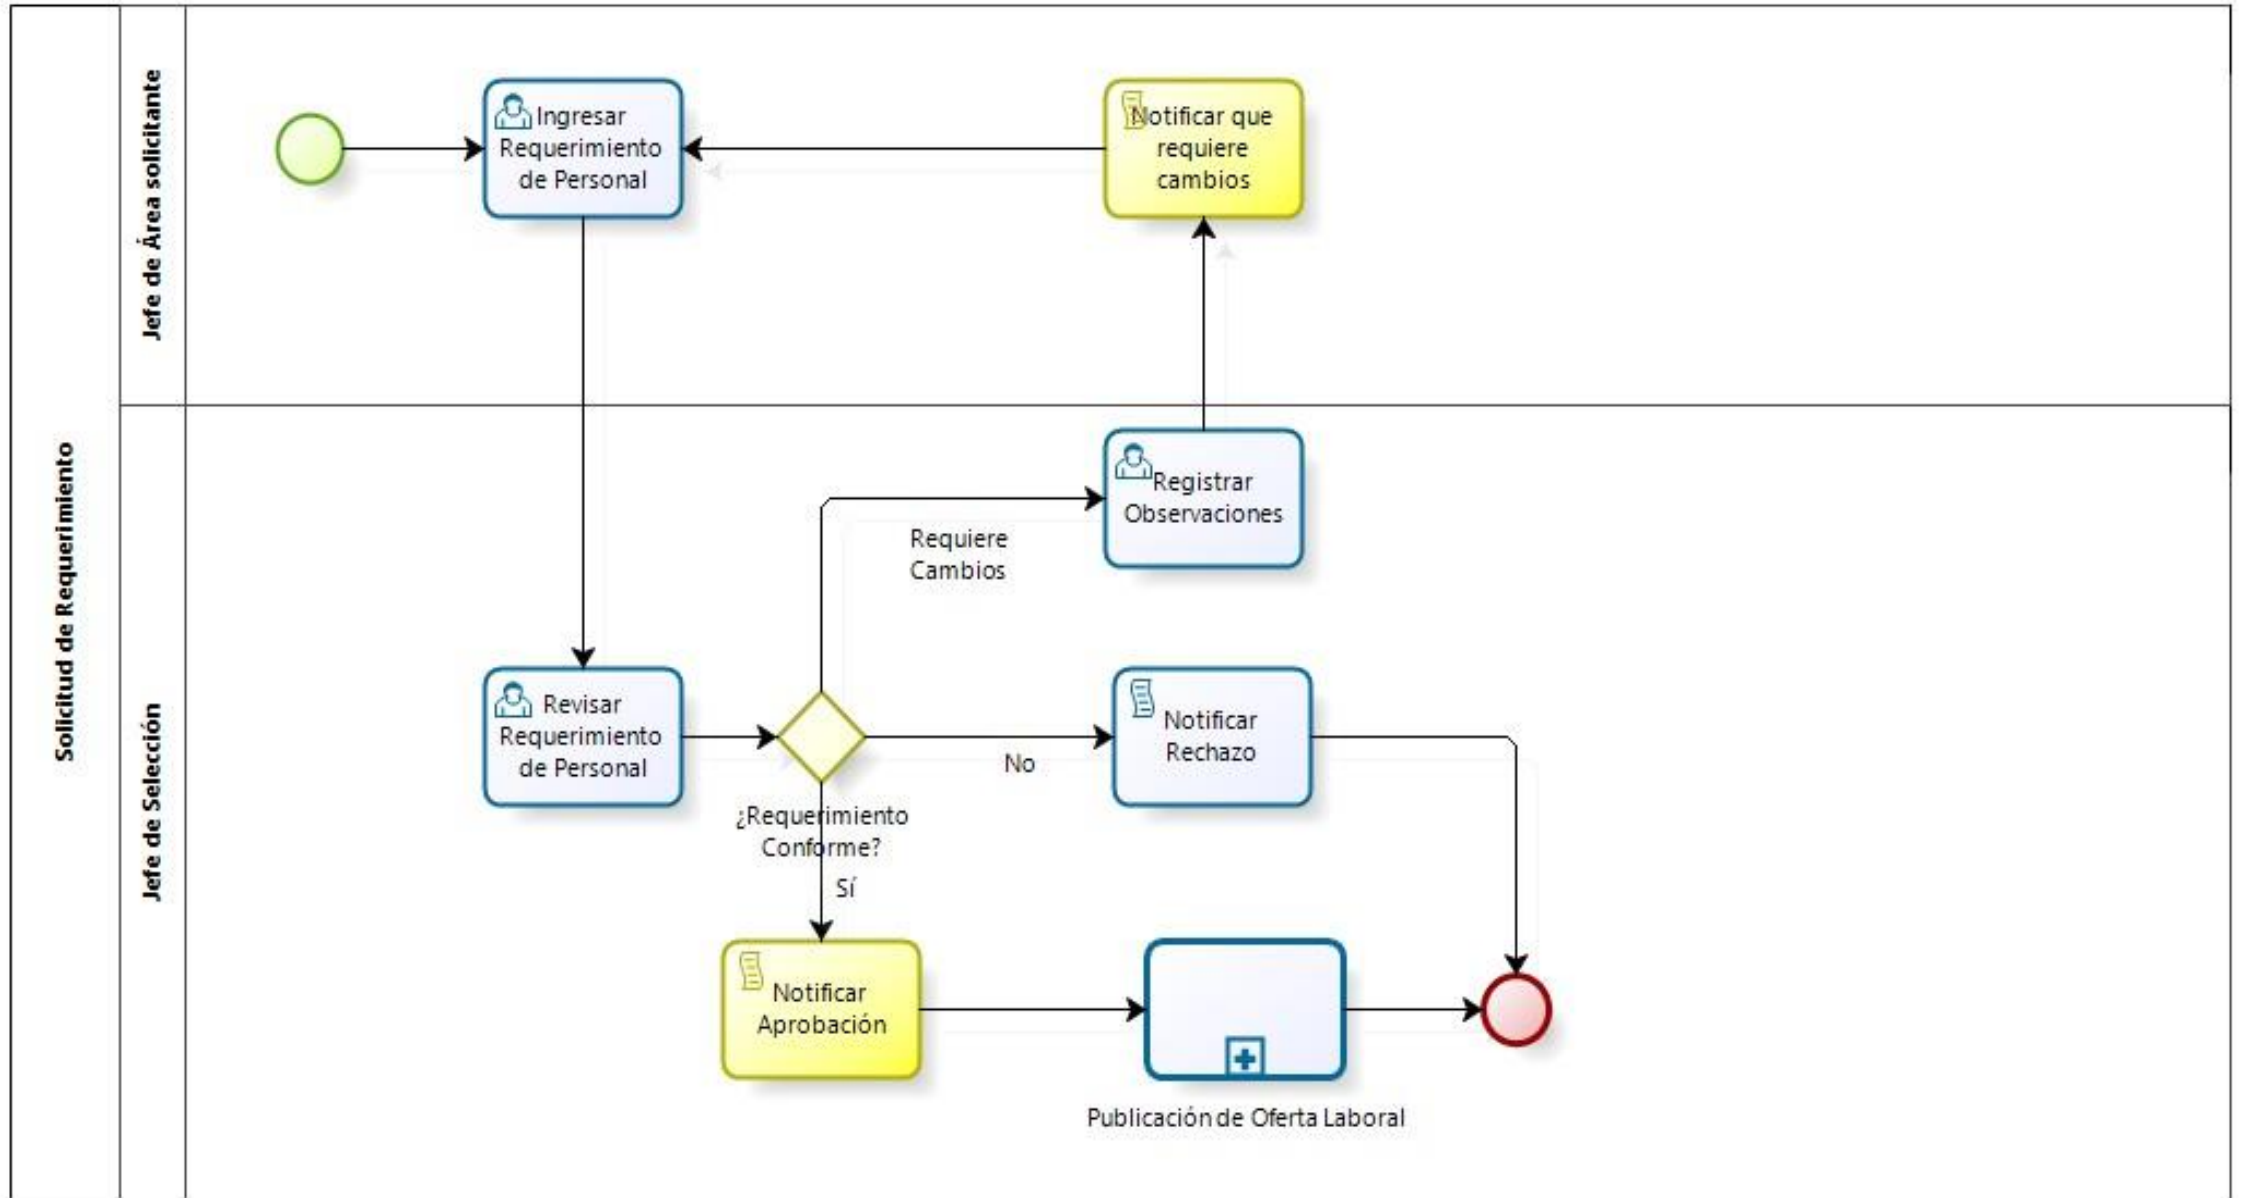 Solicitud de Requerimiento
Jefe de Área solicitante
Ingresar
Requerimiento
de Personal
Notificar que
requiere
cambios
Jefe de Selección
Registrar
Observaciones
Requiere
Cambios
Revisar
Requerimiento
de Personal
¿Requerimiento
Conforme?
No
Notificar
Rechazo
Sí
Notificar
Aprobación
Publicación de Oferta Laboral